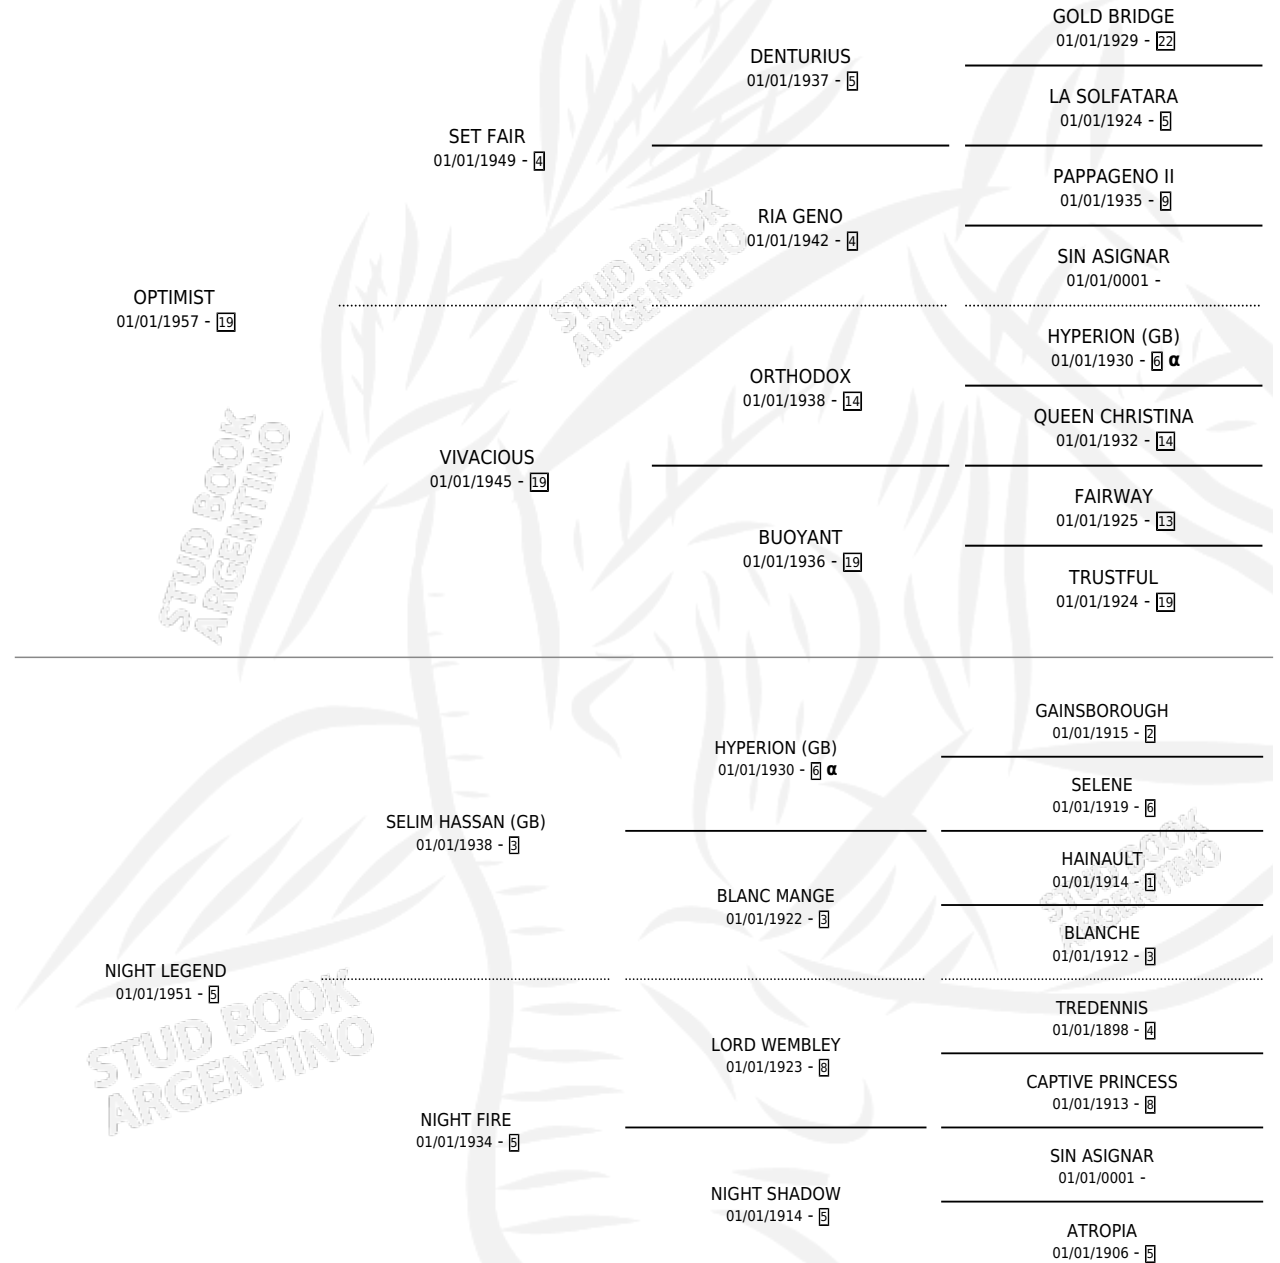 GOLD BRIDGE
01/01/1929 - 22
DENTURIUS
01/01/1937 - 5
LA SOLFATARA
01/01/1924 - 5
SET FAIR
01/01/1949 - 4
PAPPAGENO II
01/01/1935 - 9
RIA GENO
01/01/1942 - 4
SIN ASIGNAR
01/01/0001 -
OPTIMIST
01/01/1957 - 19
HYPERION (GB)
01/01/1930 - 6 α
ORTHODOX
01/01/1938 - 14
QUEEN CHRISTINA
01/01/1932 - 14
VIVACIOUS
01/01/1945 - 19
FAIRWAY
01/01/1925 - 13
BUOYANT
01/01/1936 - 19
TRUSTFUL
01/01/1924 - 19
STUD BOOK
ARGENTINO
STUD BOOK
ARGENTINO
GAINSBOROUGH
01/01/1915 - 2
HYPERION (GB)
01/01/1930 - 6 α
SELENE
01/01/1919 - 6
SELIM HASSAN (GB)
01/01/1938 - 3
HAINAULT
01/01/1914 - 1
BLANC MANGE
01/01/1922 - 3
BLANCHE
01/01/1912 - 3
NIGHT LEGEND
01/01/1951 - 5
TREDENNIS
01/01/1898 - 4
LORD WEMBLEY
01/01/1923 - 8
CAPTIVE PRINCESS
01/01/1913 - 8
NIGHT FIRE
01/01/1934 - 5
SIN ASIGNAR
01/01/0001 -
NIGHT SHADOW
01/01/1914 - 5
ATROPIA
01/01/1906 - 5
STUD BOOK
ARGENTINO
STUD BOOK
ARGENTINO